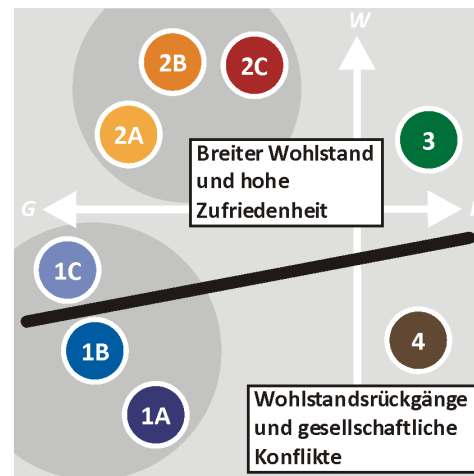 W
2B
2C
2A
3
Breiter Wohlstand
und hohe
Zufriedenheit
G
1C
1B
4
1A
Wohlstandsrückgänge
und gesellschaftliche
Konflikte